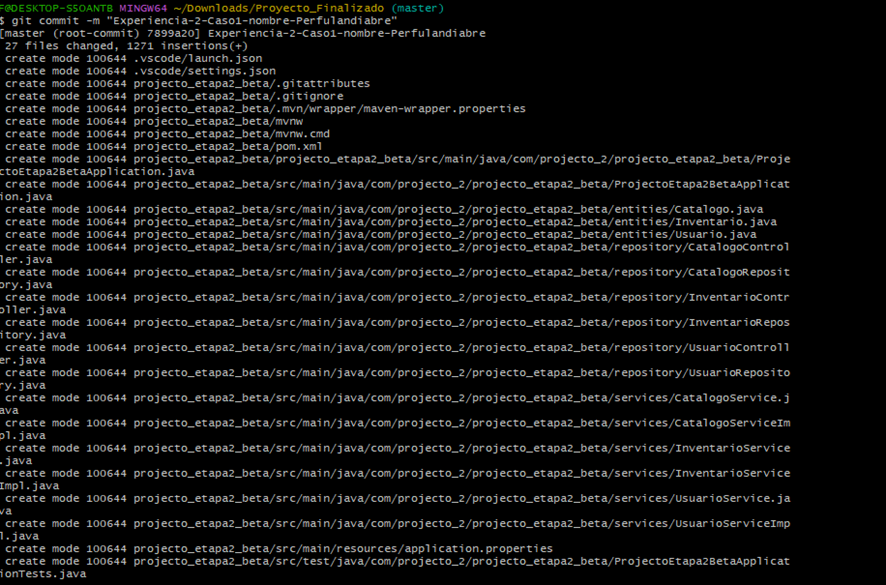 F@DESKTOP-S5OANTB MINGW64 ~/Downloads/Proyecto_Finalizado (master)
$ git commit -m "Experiencia-2-Caso1-nombre-Perfulandiabre"
[master (root-commit) 7899a20] Experiencia-2-Caso1-nombre-Perfulandiabre
27 files changed, 1271 insertions(+)
create mode 100644 .vscode/launch.json
create mode 100644 .vscode/settings.json
create mode 100644 projecto_etapa2_beta/.gitattributes
create mode 100644 projecto_etapa2_beta/.gitignore
create mode 100644 projecto_etapa2_beta/.mvn/wrapper/maven-wrapper.properties
create mode 100644 projecto_etapa2_beta/mvnw
create mode 100644 projecto_etapa2_beta/mvnw.cmd
create mode 100644 projecto_etapa2_beta/pom.xml
create mode 100644 projecto_etapa2_beta/projecto_etapa2_beta/src/main/java/com/projecto_2/projecto_etapa2_beta/Proje
ctoEtapa2BetaApplication.java
create mode 100644 projecto_etapa2_beta/src/main/java/com/projecto_2/projecto_etapa2_beta/ProjectoEtapa2BetaApplicat
ion.java
create mode 100644 projecto_etapa2_beta/src/main/java/com/projecto_2/projecto_etapa2_beta/entities/Catalogo.java
create mode 100644 projecto_etapa2_beta/src/main/java/com/projecto_2/projecto_etapa2_beta/entities/Inventario.java
create mode 100644 projecto_etapa2_beta/src/main/java/com/projecto_2/projecto_etapa2_beta/entities/Usuario.java
create mode 100644 projecto_etapa2_beta/src/main/java/com/projecto_2/projecto_etapa2_beta/repository/CatalogoControl
ler.java
create mode 100644 projecto_etapa2_beta/src/main/java/com/projecto_2/projecto_etapa2_beta/repository/CatalogoReposit
ory.java
create mode 100644 projecto_etapa2_beta/src/main/java/com/projecto_2/projecto_etapa2_beta/repository/InventarioContr
oller.java
create mode 100644 projecto_etapa2_beta/src/main/java/com/projecto_2/projecto_etapa2_beta/repository/InventarioRepos
itory.java
create mode 100644 projecto_etapa2_beta/src/main/java/com/projecto_2/projecto_etapa2_beta/repository/UsuarioControll
er.java
create mode 100644 projecto_etapa2_beta/src/main/java/com/projecto_2/projecto_etapa2_beta/repository/UsuarioReposito
ry.java
create mode 100644 projecto_etapa2_beta/src/main/java/com/projecto_2/projecto_etapa2_beta/services/CatalogoService.j
ava
create mode 100644 projecto_etapa2_beta/src/main/java/com/projecto_2/projecto_etapa2_beta/services/CatalogoServiceIm
pl.java
create mode 100644 projecto_etapa2_beta/src/main/java/com/projecto_2/projecto_etapa2_beta/services/InventarioService
.java
create mode 100644 projecto_etapa2_beta/src/main/java/com/projecto_2/projecto_etapa2_beta/services/InventarioService
Impl.java
create mode 100644 projecto_etapa2_beta/src/main/java/com/projecto_2/projecto_etapa2_beta/services/UsuarioService.ja
va
create mode 100644 projecto_etapa2_beta/src/main/java/com/projecto_2/projecto_etapa2_beta/services/UsuarioServiceImp
l.java
create mode 100644 projecto_etapa2_beta/src/main/resources/application.properties
create mode 100644 projecto_etapa2_beta/src/test/java/com/projecto_2/projecto_etapa2_beta/ProjectoEtapa2BetaApplicat
ionTests.java